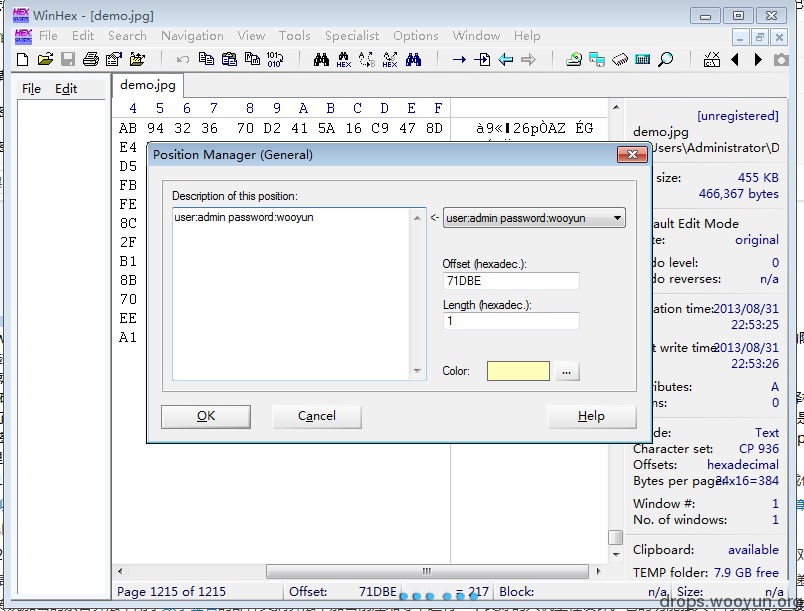 WinHex - [demo.jpg]
File Edit Search Navigation View Tools Specialist Options Window Help
File Edit
demo.jpg
4 5 6 7 8 9 A B C D E F
AB 94 32 36 70 D2 41 5A 16 C9 47 8D
E4
D5
FB
FE
8C
2F
B1
8B
70
EE
A1
Position Manager (General)
Description of this position:
user:admin password:wooyun
<- user:admin password:wooyun
Offset (hexadec.):
71DBE
Length (hexadec.):
1
Color:
...
OK Cancel Help
[unregistered]
demo.jpg
Users\Administrator\D
size: 455 KB
466,367 bytes
ault Edit Mode
te: original
do level: 0
do reverses: n/a
ation time: 2013/08/31
22:53:25
t write time: 2013/08/31
22:53:26
ributes: A
ns: 0
de: Text
Character set: CP 936
Offsets: hexadecimal
Bytes per page: 24x16=384
Window #: 1
No. of windows: 1
Clipboard: available
TEMP folder: 7.9 GB free
Page 1215 of 1215 Offset: 71DBE = 217 Block: n/a Size: n/a
drops.wooyun.org